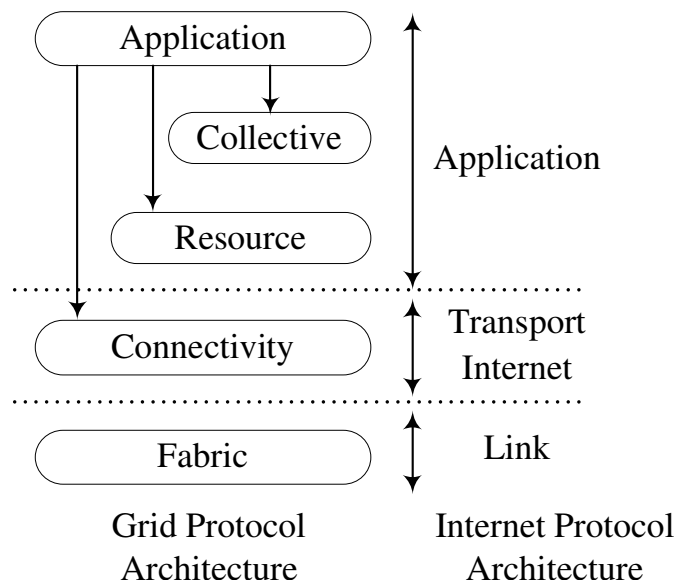 Application
Collective
Application
Resource
Connectivity
Transport
Internet
Fabric
Link
Grid Protocol
Architecture
Internet Protocol
Architecture